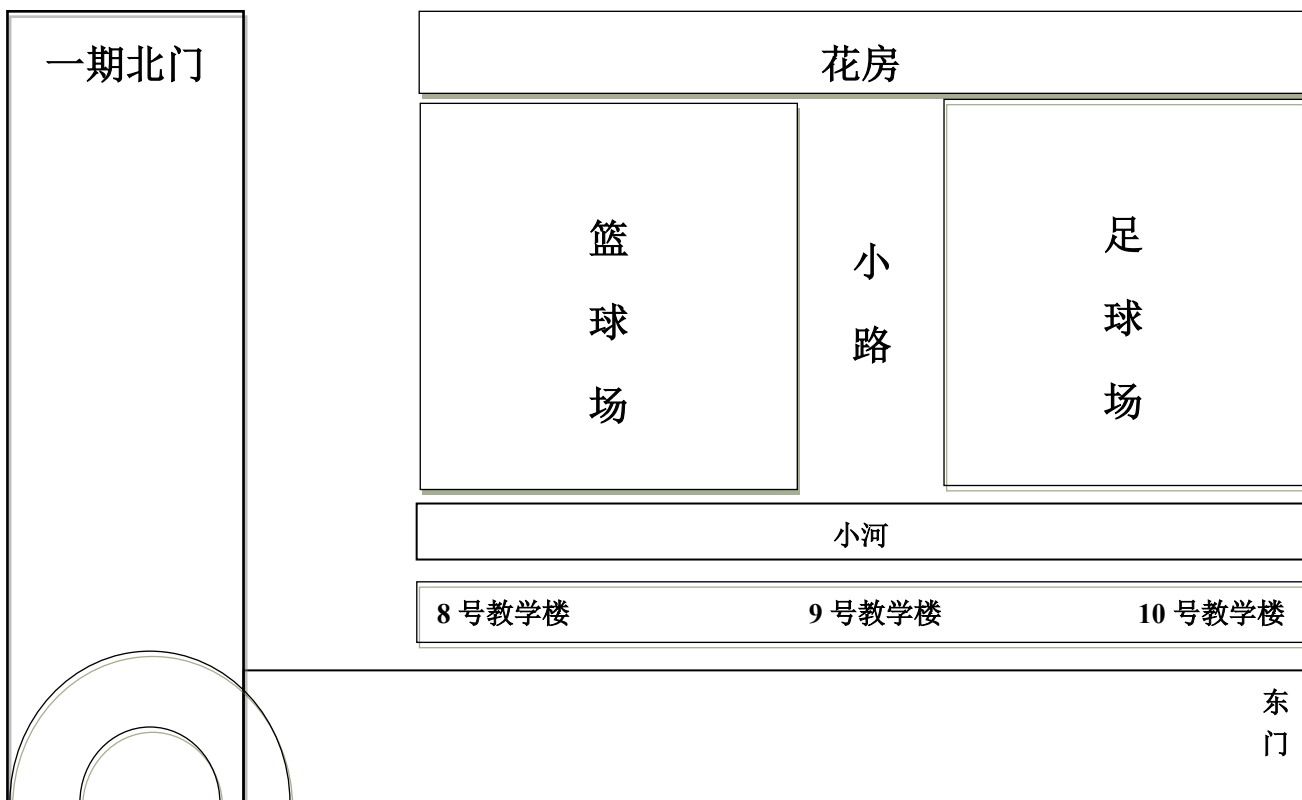 一期北门
花房
篮球场
小路
足球场
小河
8 号教学楼
9 号教学楼
10 号教学楼
东门